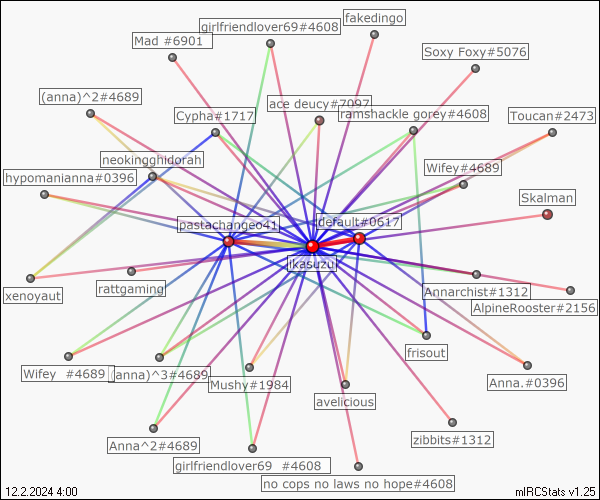 fakedingo
girlfriendlover69#4608
Mad #6901
Soxy Foxy#5076
(anna)^2#4689
ace deucy#7097
Cypha#1717
ramshackle gorey#4608
Toucan#2473
neokingghidorah
Wifey#4689
hypomanianna#0396
Skalman
pastachangeo41
default#0617
ikasuzu
xenoyaut
rattgaming
Annarchist#1312
AlpineRooster#2156
frisout
Wifey #4689
(anna)^3#4689
Mushy#1984
Anna.#0396
avelicious
zibbits#1312
Anna^2#4689
girlfriendlover69 #4608
no cops no laws no hope#4608
12.2.2024 4:00
mIRCStats v1.25